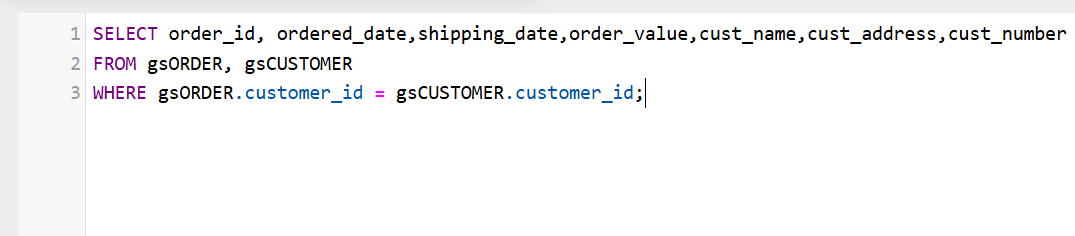 1 SELECT order_id, ordered_date,shipping_date,order_value,cust_name,cust_address,cust_number
2 FROM gsORDER, gsCUSTOMER
3 WHERE gsORDER.customer_id = gsCUSTOMER.customer_id;